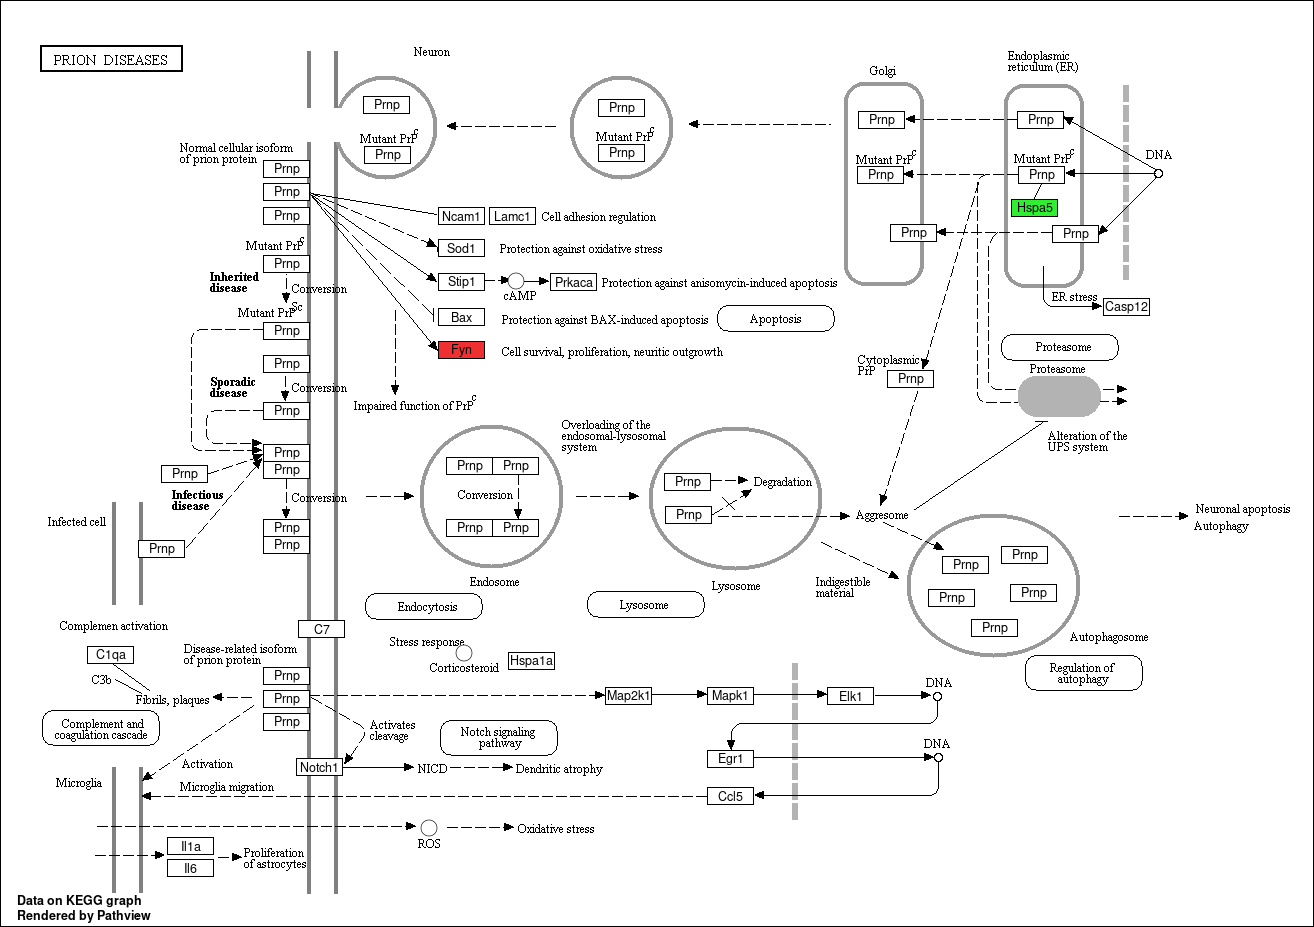 PRION DISEASES
Neuron
Golgi
Endoplasmic
reticulum (ER)
Prnp
Mutant PrP^c
Prnp
Prnp
Mutant PrP^c
Prnp
Prnp
Mutant PrP^c
Prnp
Prnp
Prnp
Mutant PrP^c
Prnp
Hspa5
Prnp
DNA
Normal cellular isoform
of prion protein
Prnp
Prnp
Prnp
Ncam1
Lamc1
Cell adhesion regulation
Sod1
Protection against oxidative stress
Stip1
cAMP
Prkaca
Protection against anisomycin-induced apoptosis
Bax
Protection against BAX-induced apoptosis
Apoptosis
Fyn
Cell survival, proliferation, neuritic outgrowth
ER stress
Casp12
Mutant PrP^c
Prnp
Inherited
disease
Conversion
Mutant PrP^Sc
Prnp
Prnp
Sporadic
disease
Conversion
Prnp
Impaired function of PrP^c
Proteasome
Proteasome
Cytoplasmic
PrP
Prnp
Alteration of the
UPS system
Prnp
Prnp
Prnp
Infectious
disease
Conversion
Prnp
Prnp
Infected cell
Prnp
Prnp
Prnp
Conversion
Prnp
Prnp
Endosome
Endocytosis
Overloading of the
endosomal-lysosomal
system
Prnp
Degradation
Prnp
Lysosome
Lysosome
Aggresome
Indigestible
material
Prnp
Prnp
Prnp
Prnp
Prnp
Autophagosome
Regulation of
autophagy
Neuronal apoptosis
Autophagy
Complemen activation
C7
C1qa
C3b
Disease-related isoform
of prion protein
Prnp
Prnp
Prnp
Fibrils, plaques
Complement and
coagulation cascade
Stress response
Corticosteroid
Hspa1a
Map2k1
Mapk1
Elk1
DNA
Activates
cleavage
Notch signaling
pathway
Egr1
DNA
Notch1
NICD
Dendritic atrophy
Activation
Microglia
Microglia migration
Ccl5
ROS
Oxidative stress
Il1a
Il6
Proliferation
of astrocytes
Data on KEGG graph
Rendered by Pathview